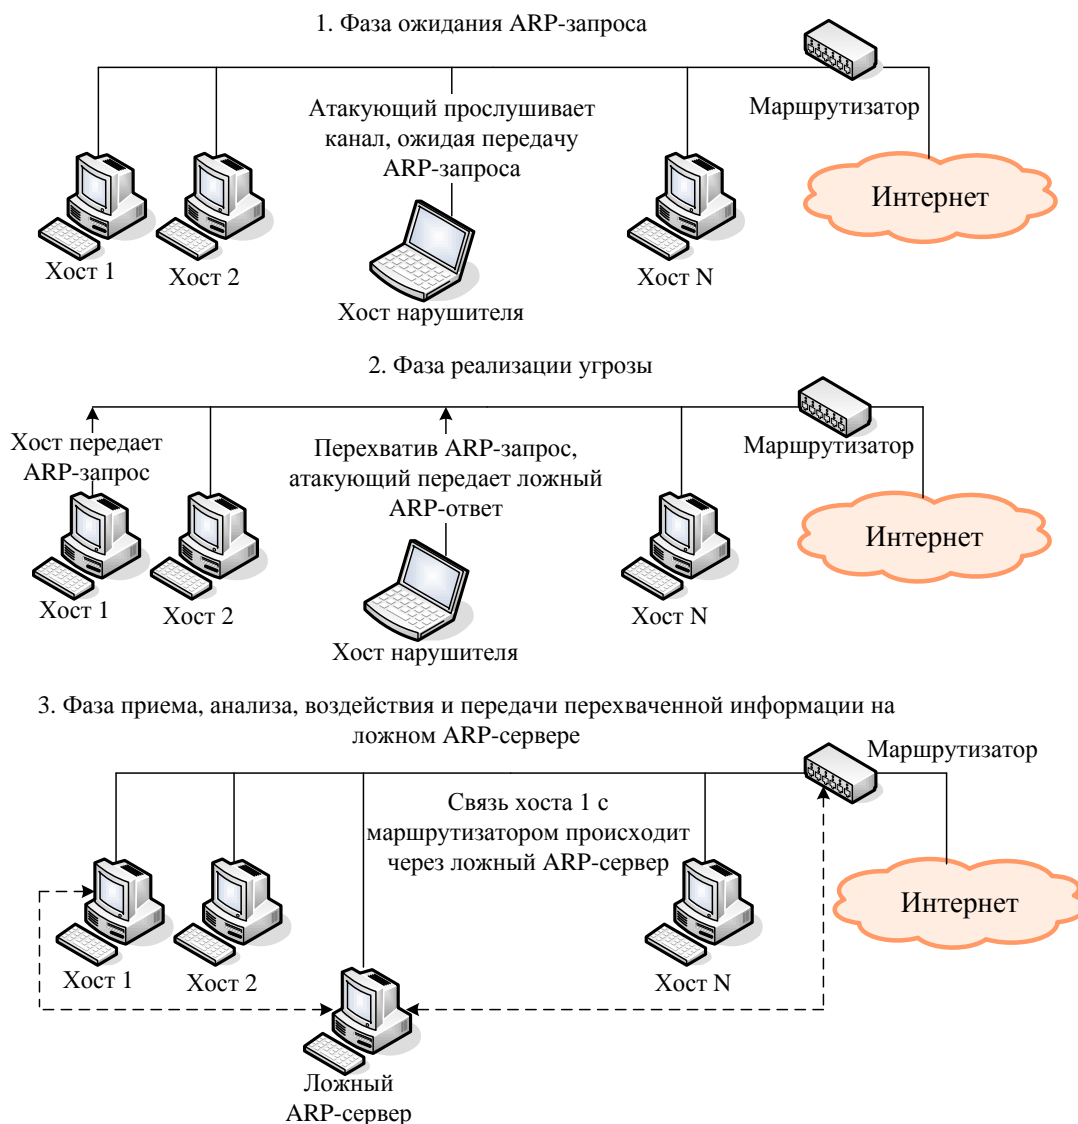 1. Фаза ожидания ARP-запроса
Атакующий прослушивает
канал, ожидая передачу
ARP-запроса
Маршрутизатор
Интернет
Хост 1
Хост 2
Хост N
Хост нарушителя
2. Фаза реализации угрозы
Хост передает
ARP-запрос
Перехватив ARP-запрос,
атакующий передает ложный
ARP-ответ
Маршрутизатор
Интернет
Хост 1
Хост 2
Хост N
Хост нарушителя
3. Фаза приема, анализа, воздействия и передачи перехваченной информации на
ложном ARP-сервере
Маршрутизатор
Связь хоста 1 с
маршрутизатором происходит
через ложный ARP-сервер
Интернет
Хост 1
Хост 2
Хост N
Ложный
ARP-сервер